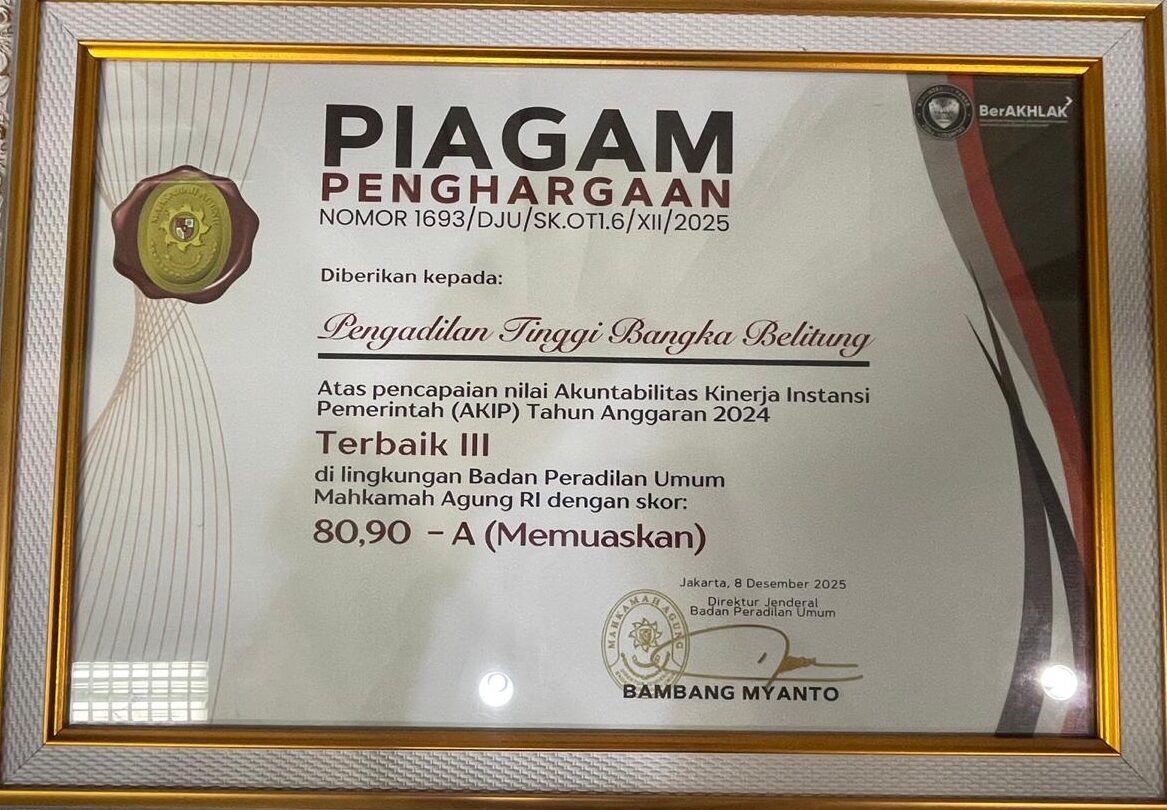 PIAGAM
PENGHARGAAN
NOMOR 1693/DJU/SK.OT1.6/XII/2025
BerAKHLAK
Diberikan kepada:
Pengadilan Tinggi Bangka Belitung
Atas pencapaian nilai Akuntabilitas Kinerja Instansi
Pemerintah (AKIP) Tahun Anggaran 2024
Terbaik III
di lingkungan Badan Peradilan Umum
Mahkamah Agung RI dengan skor:
80,90 - A (Memuaskan)
Jakarta, 8 Desember 2025
Direktur Jenderal
Badan Peradilan Umum
MAHKAMAH AGUNG
BAMBANG MYANTO